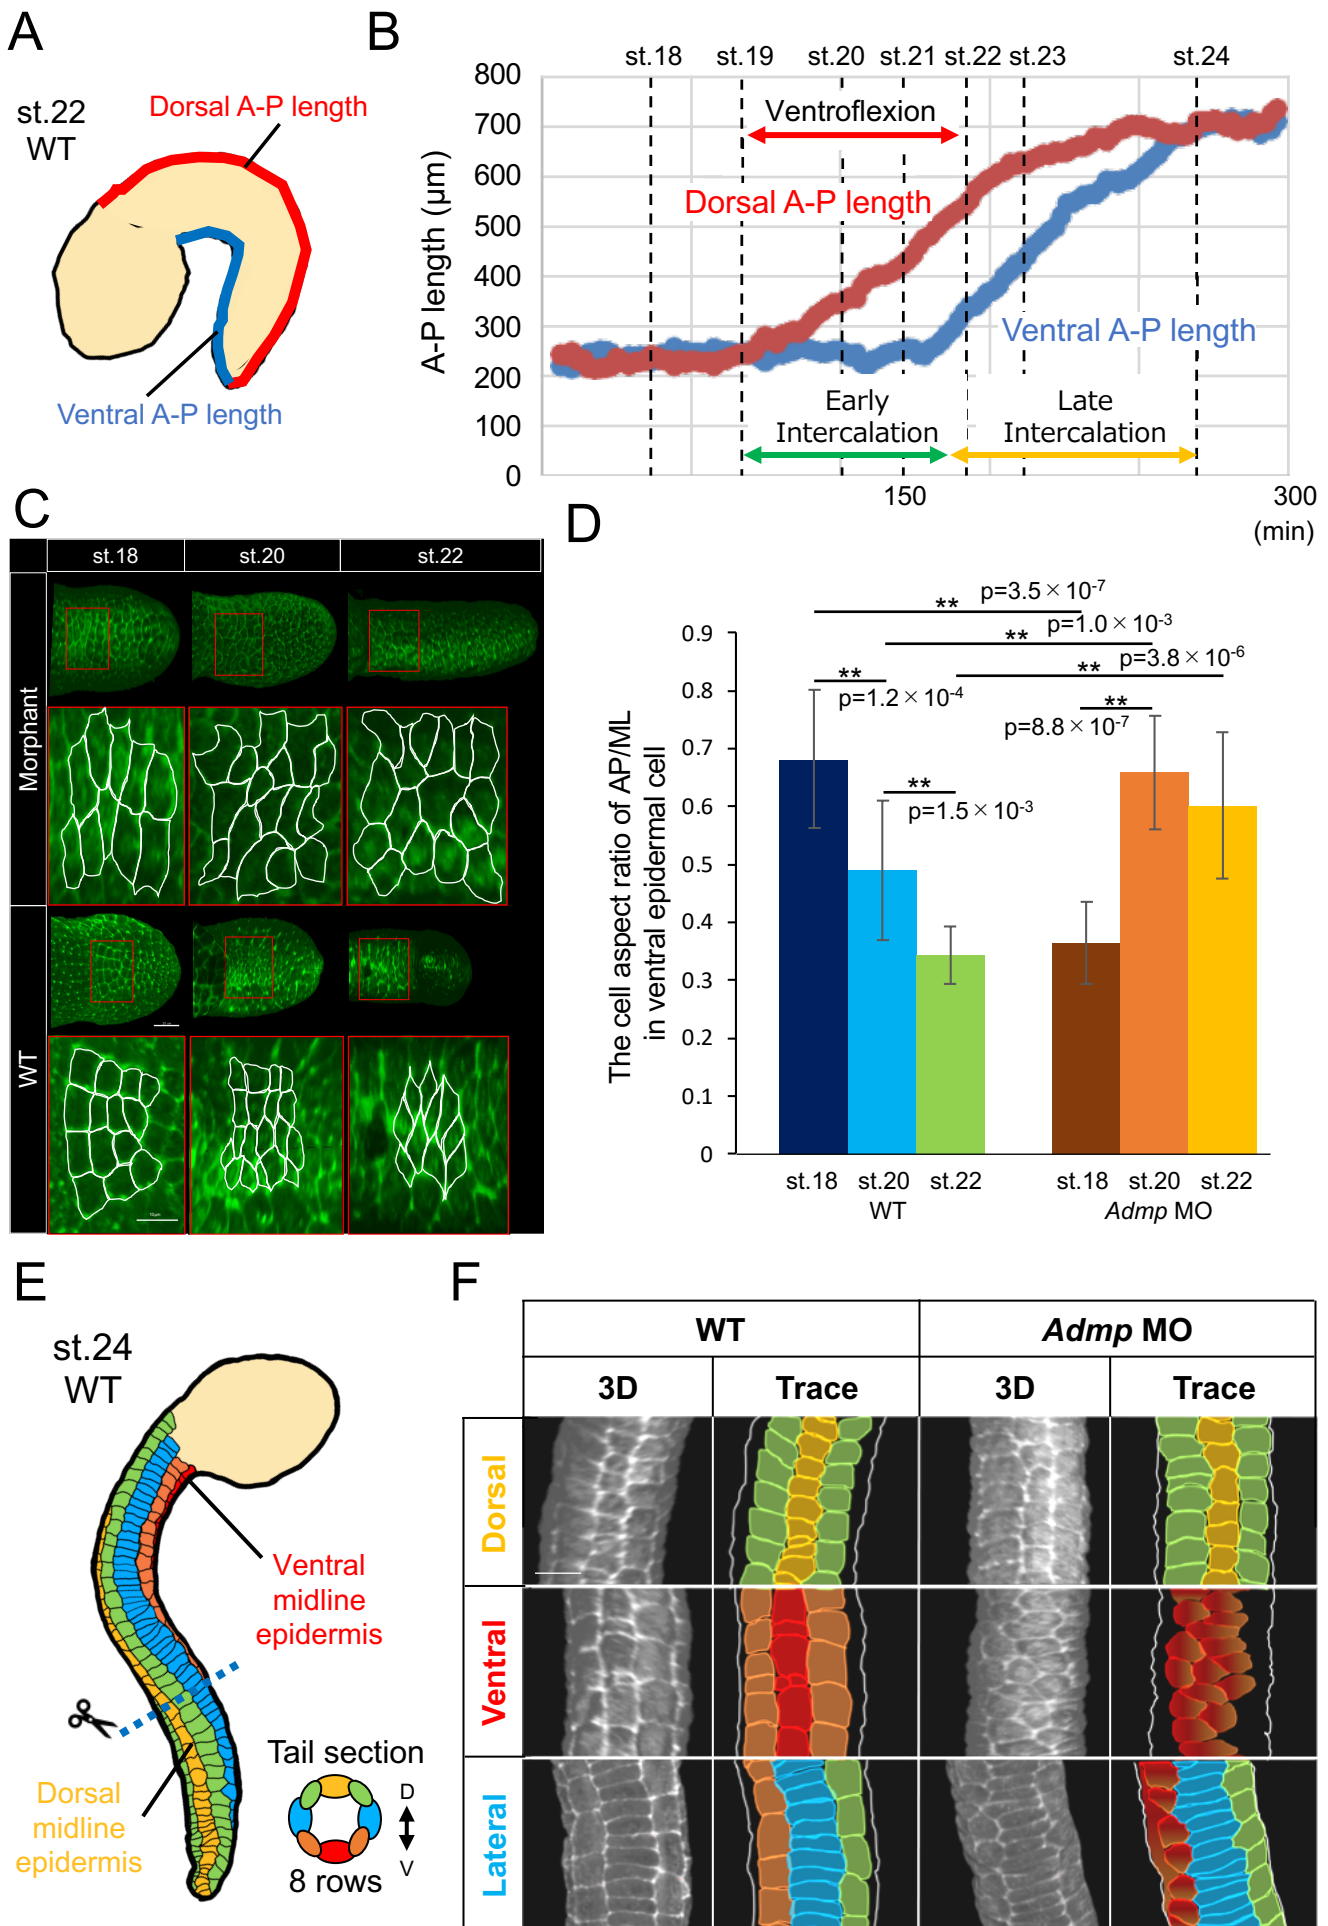 A
st.22
WT
Dorsal A-P length
Ventral A-P length
B
st.18 st.19 st.20 st.21 st.22 st.23 st.24
800
700
600
500
400
300
200
100
0
A-P length (μm)
Ventroflexion
Dorsal A-P length
Ventral A-P length
Early
Intercalation
Late
Intercalation
150
300
(min)
C
st.18 st.20 st.22
Morphant
WT
D
The cell aspect ratio of AP/ML
in ventral epidermal cell
0.9
0.8
0.7
0.6
0.5
0.4
0.3
0.2
0.1
0
** p=3.5×10-7
** p=1.0×10-3
** p=3.8×10-6
** p=1.2×10-4
** p=8.8×10-7
** p=1.5×10-3
st.18 st.20 st.22 st.18 st.20 st.22
WT Admp MO
E
st.24
WT
Ventral
midline
epidermis
Dorsal
midline
epidermis
Tail section
D
V
8 rows
F
WT Admp MO
3D Trace 3D Trace
Dorsal
Ventral
Lateral